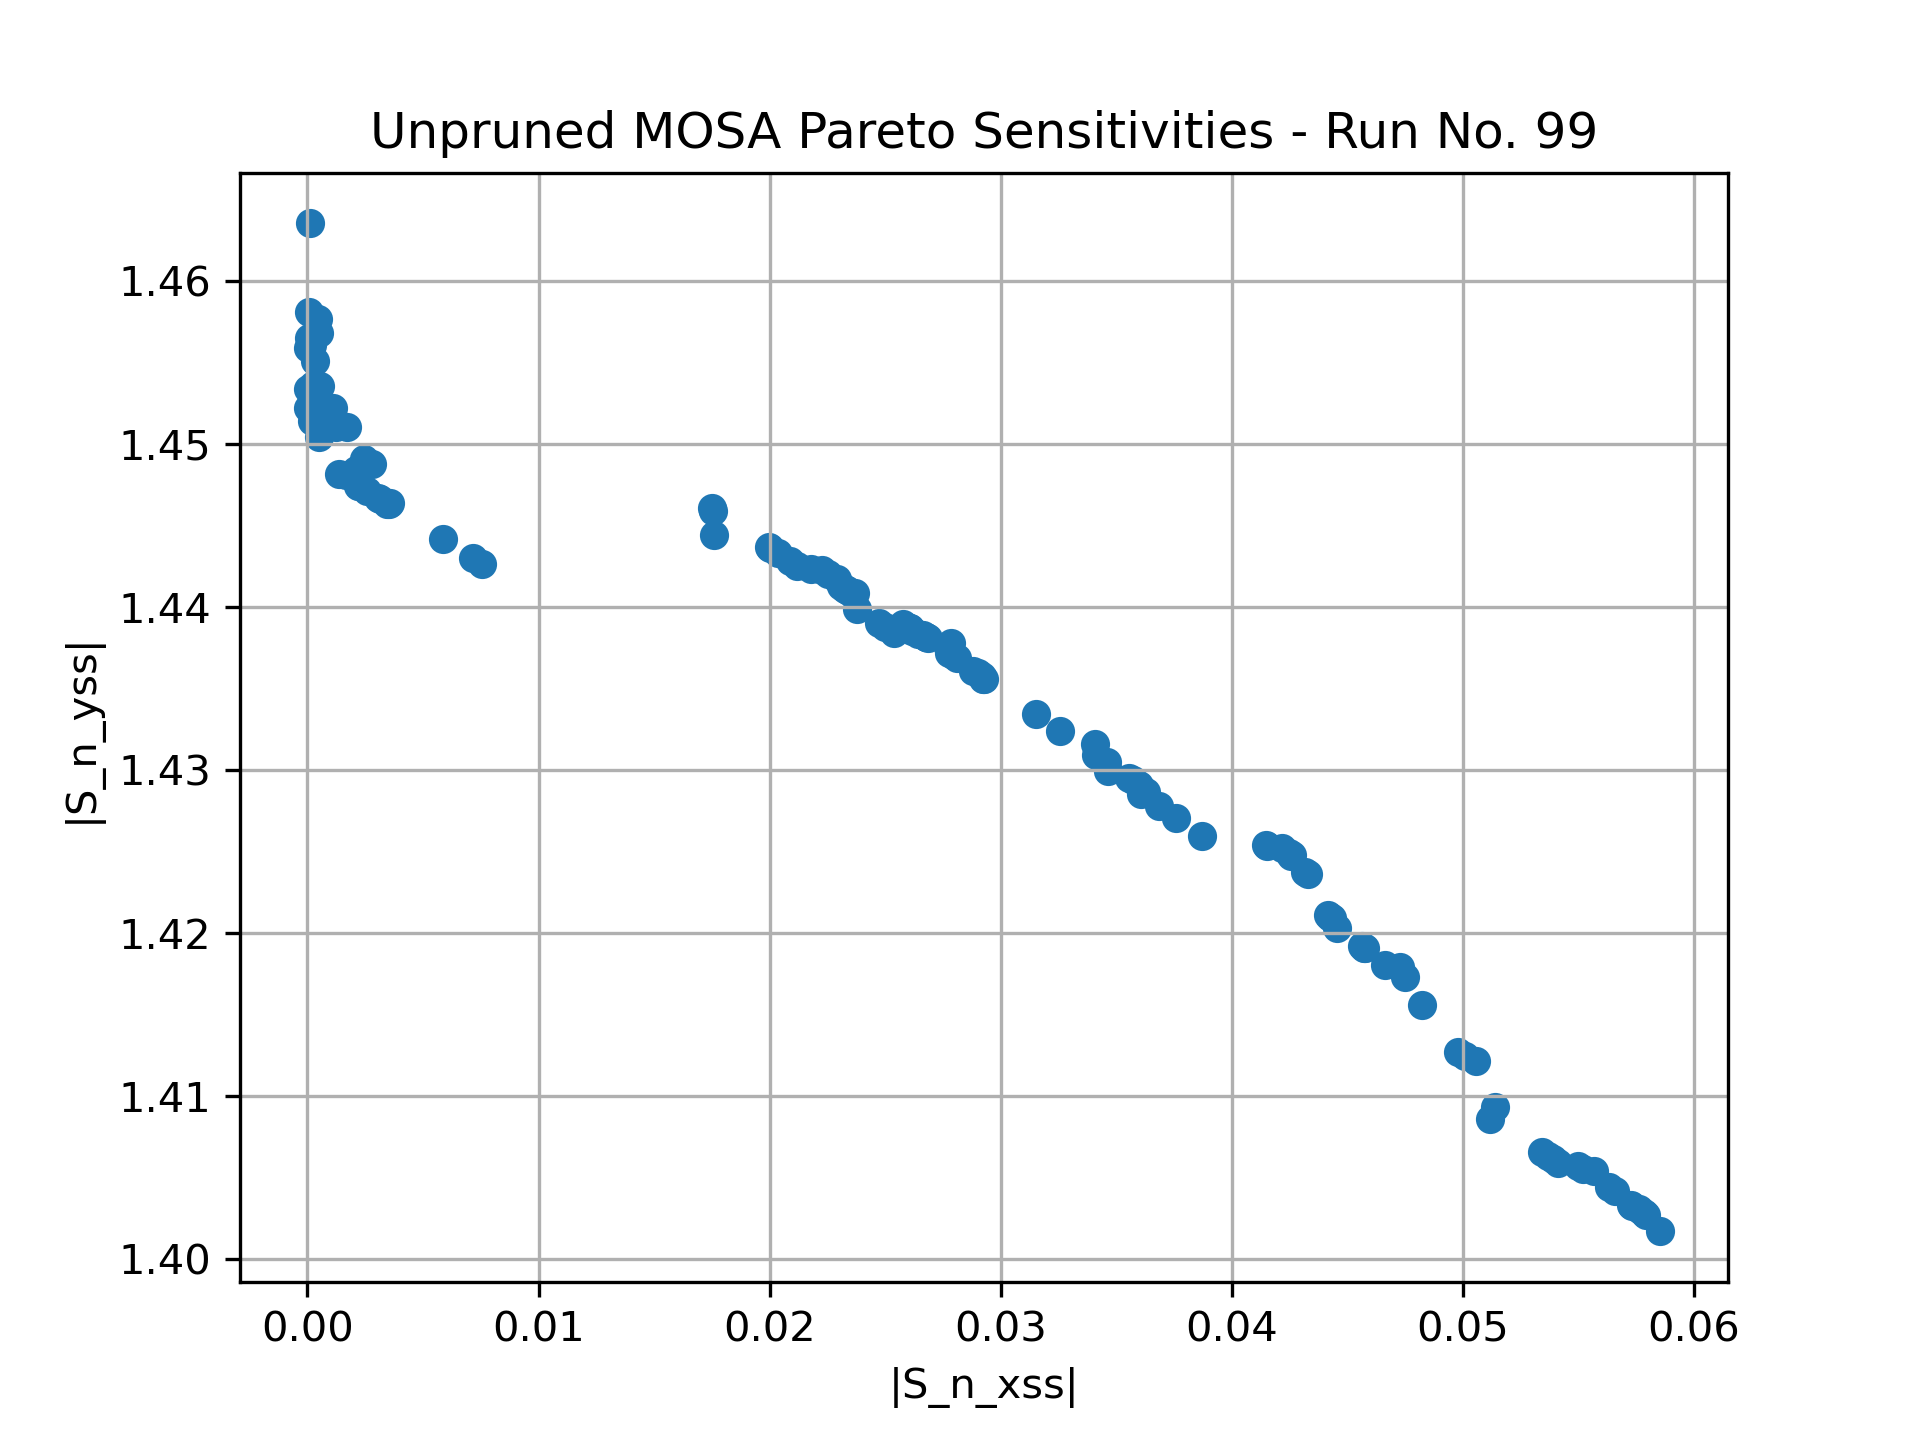 Unpruned MOSA Pareto Sensitivities - Run No. 99
|S_n_yss|
1.46
1.45
1.44
1.43
1.42
1.41
1.40
0.00 0.01 0.02 0.03 0.04 0.05 0.06
|S_n_xss|